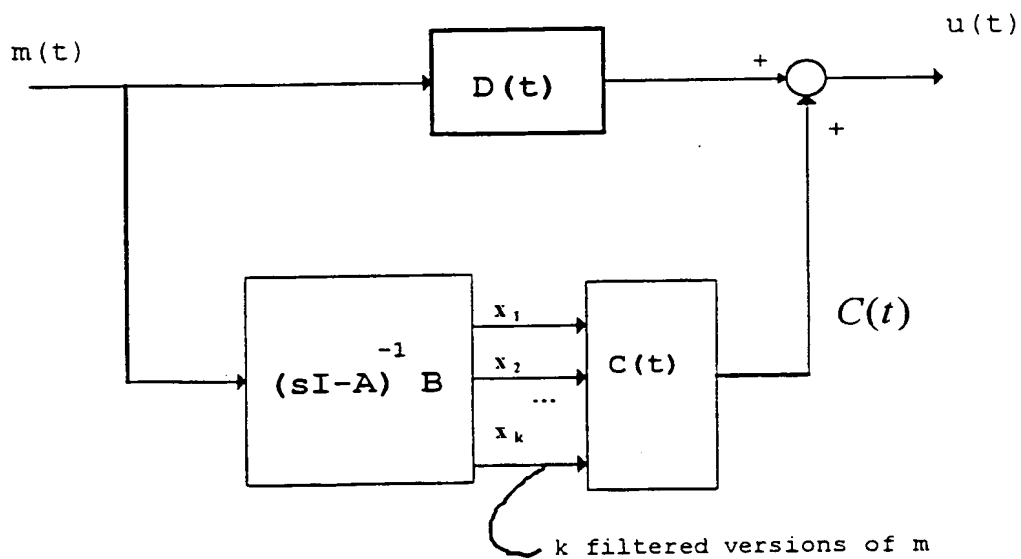 u(t)
m(t)
+
D(t)
+
C(t)
x₁
-1
(sI-A) B
x₂
C(t)
...
xₖ
k filtered versions of m